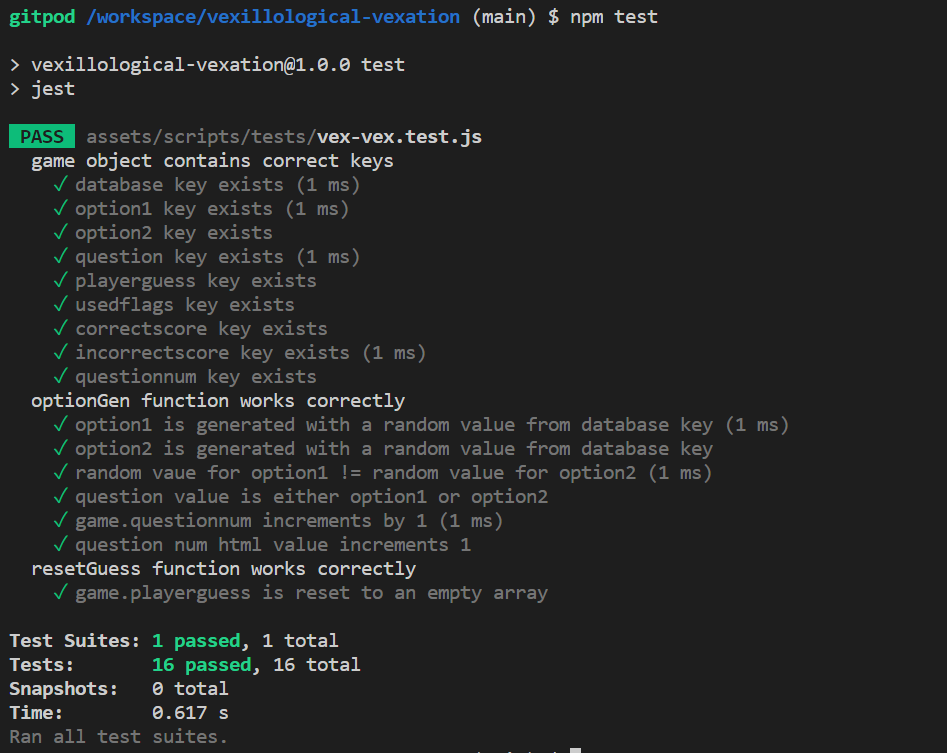 gitpod /workspace/vexillological-vexation (main) $ npm test
> vexillological-vexation@1.0.0 test
> jest
PASS assets/scripts/tests/vex-vex.test.js
game object contains correct keys
✓ database key exists (1 ms)
✓ option1 key exists (1 ms)
✓ option2 key exists
✓ question key exists (1 ms)
✓ playerguess key exists
✓ usedflags key exists
✓ correctscore key exists
✓ incorrectscore key exists (1 ms)
✓ questionnum key exists
optionGen function works correctly
✓ option1 is generated with a random value from database key (1 ms)
✓ option2 is generated with a random value from database key
✓ random vaue for option1 != random value for option2 (1 ms)
✓ question value is either option1 or option2
✓ game.questionnum increments by 1 (1 ms)
✓ question num html value increments 1
resetGuess function works correctly
✓ game.playerguess is reset to an empty array
Test Suites: 1 passed, 1 total
Tests: 16 passed, 16 total
Snapshots: 0 total
Time: 0.617 s
Ran all test suites.